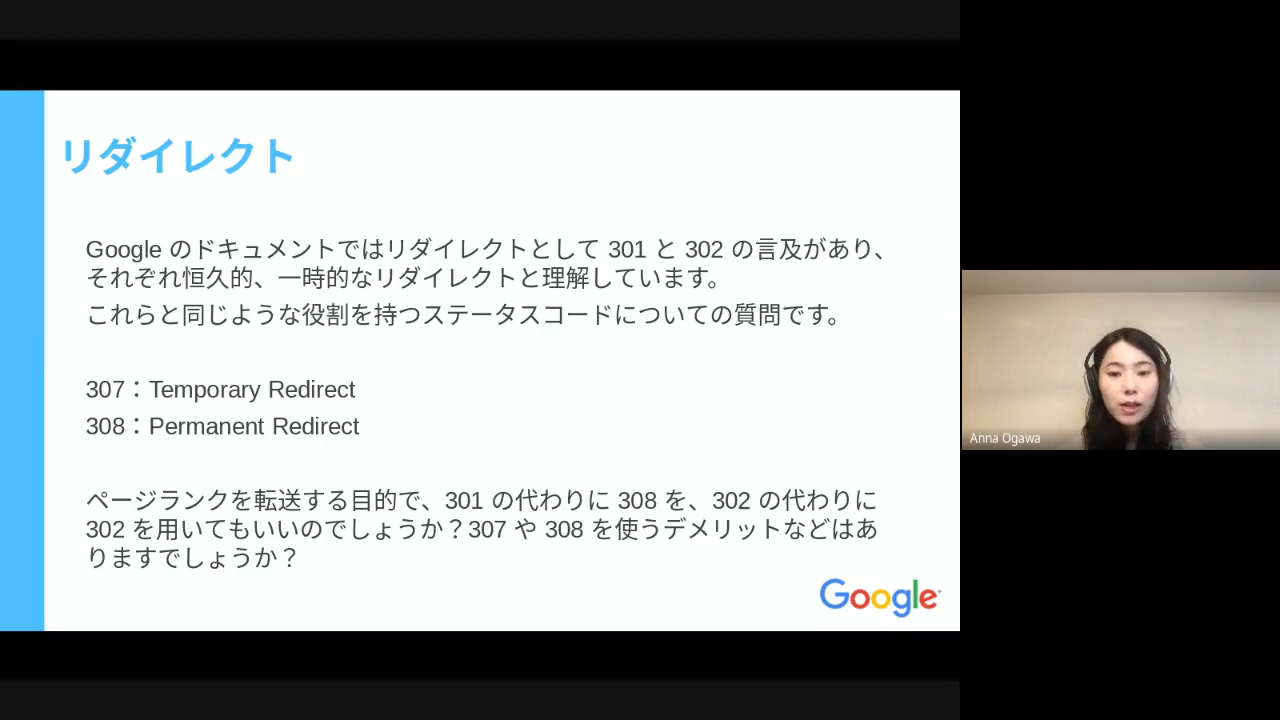 リダイレクト
Google のドキュメントではリダイレクトとして 301 と 302 の言及があり、
それぞれ恒久的、一時的なリダイレクトと理解しています。
これらと同じような役割を持つステータスコードについての質問です。
307：Temporary Redirect
308：Permanent Redirect
ページランクを転送する目的で、301 の代わりに 308 を、302 の代わりに
302 を用いてもいいのでしょうか？307 や 308 を使うデメリットなどはあ
りますでしょうか？
Google
Anna Ogawa